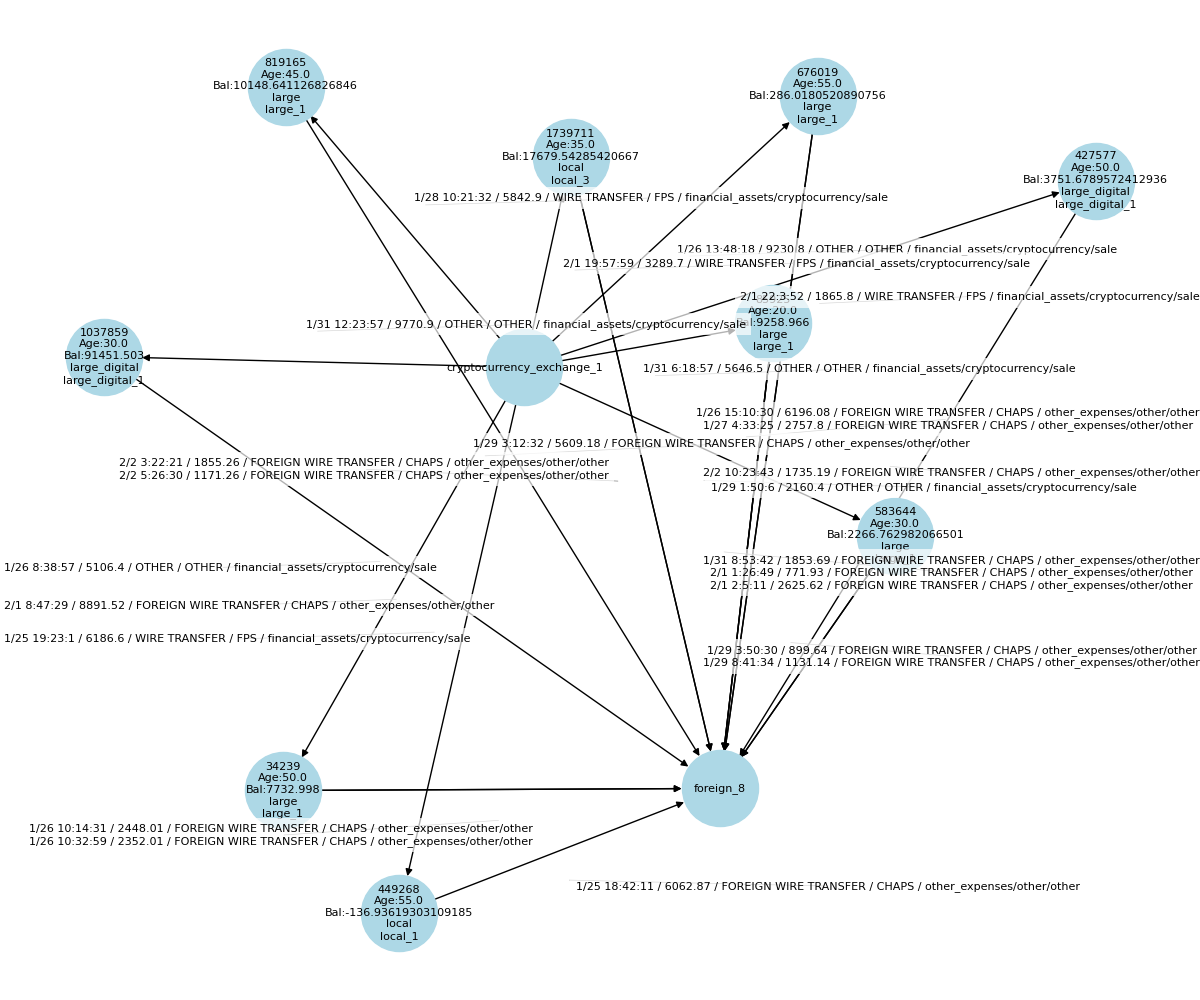 819165
Age:45.0
Bal:10148.641126826846
large
large_1
676019
Age:55.0
Bal:286.0180520890756
large
large_1
1739711
Age:35.0
Bal:17679.54285420667
local
local_3
427577
Age:50.0
Bal:3751.6789572412936
large_digital
large_digital_1
1/28 10:21:32 / 5842.9 / WIRE TRANSFER / FPS / financial_assets/cryptocurrency/sale
1/26 13:48:18 / 9230.8 / OTHER / OTHER / financial_assets/cryptocurrency/sale
2/1 19:57:59 / 3289.7 / WIRE TRANSFER / FPS / financial_assets/cryptocurrency/sale
2/1 22:3:52 / 1865.8 / WIRE TRANSFER / FPS / financial_assets/cryptocurrency/sale
Age:20.0
Bal:9258.966
large
large_1
1/31 12:23:57 / 9770.9 / OTHER / OTHER / financial_assets/cryptocurrency/sale
1037859
Age:30.0
Bal:91451.503
large_digital
large_digital_1
cryptocurrency_exchange_1
1/31 6:18:57 / 5646.5 / OTHER / OTHER / financial_assets/cryptocurrency/sale
1/26 15:10:30 / 6196.08 / FOREIGN WIRE TRANSFER / CHAPS / other_expenses/other/other
1/27 4:33:25 / 2757.8 / FOREIGN WIRE TRANSFER / CHAPS / other_expenses/other/other
1/29 3:12:32 / 5609.18 / FOREIGN WIRE TRANSFER / CHAPS / other_expenses/other/other
2/2 3:22:21 / 1855.26 / FOREIGN WIRE TRANSFER / CHAPS / other_expenses/other/other
2/2 5:26:30 / 1171.26 / FOREIGN WIRE TRANSFER / CHAPS / other_expenses/other/other
2/2 10:23:43 / 1735.19 / FOREIGN WIRE TRANSFER / CHAPS / other_expenses/other/other
1/29 1:50:6 / 2160.4 / OTHER / OTHER / financial_assets/cryptocurrency/sale
583644
Age:30.0
Bal:2266.762982066501
large
1/31 8:53:42 / 1853.69 / FOREIGN WIRE TRANSFER / CHAPS / other_expenses/other/other
2/1 1:26:49 / 771.93 / FOREIGN WIRE TRANSFER / CHAPS / other_expenses/other/other
2/1 2:5:11 / 2625.62 / FOREIGN WIRE TRANSFER / CHAPS / other_expenses/other/other
1/26 8:38:57 / 5106.4 / OTHER / OTHER / financial_assets/cryptocurrency/sale
2/1 8:47:29 / 8891.52 / FOREIGN WIRE TRANSFER / CHAPS / other_expenses/other/other
1/25 19:23:1 / 6186.6 / WIRE TRANSFER / FPS / financial_assets/cryptocurrency/sale
1/29 3:50:30 / 899.64 / FOREIGN WIRE TRANSFER / CHAPS / other_expenses/other/other
1/29 8:41:34 / 1131.14 / FOREIGN WIRE TRANSFER / CHAPS / other_expenses/other/other
34239
Age:50.0
Bal:7732.998
large
large_1
foreign_8
1/26 10:14:31 / 2448.01 / FOREIGN WIRE TRANSFER / CHAPS / other_expenses/other/other
1/26 10:32:59 / 2352.01 / FOREIGN WIRE TRANSFER / CHAPS / other_expenses/other/other
449268
Age:55.0
Bal:-136.93619303109185
local
local_1
1/25 18:42:11 / 6062.87 / FOREIGN WIRE TRANSFER / CHAPS / other_expenses/other/other